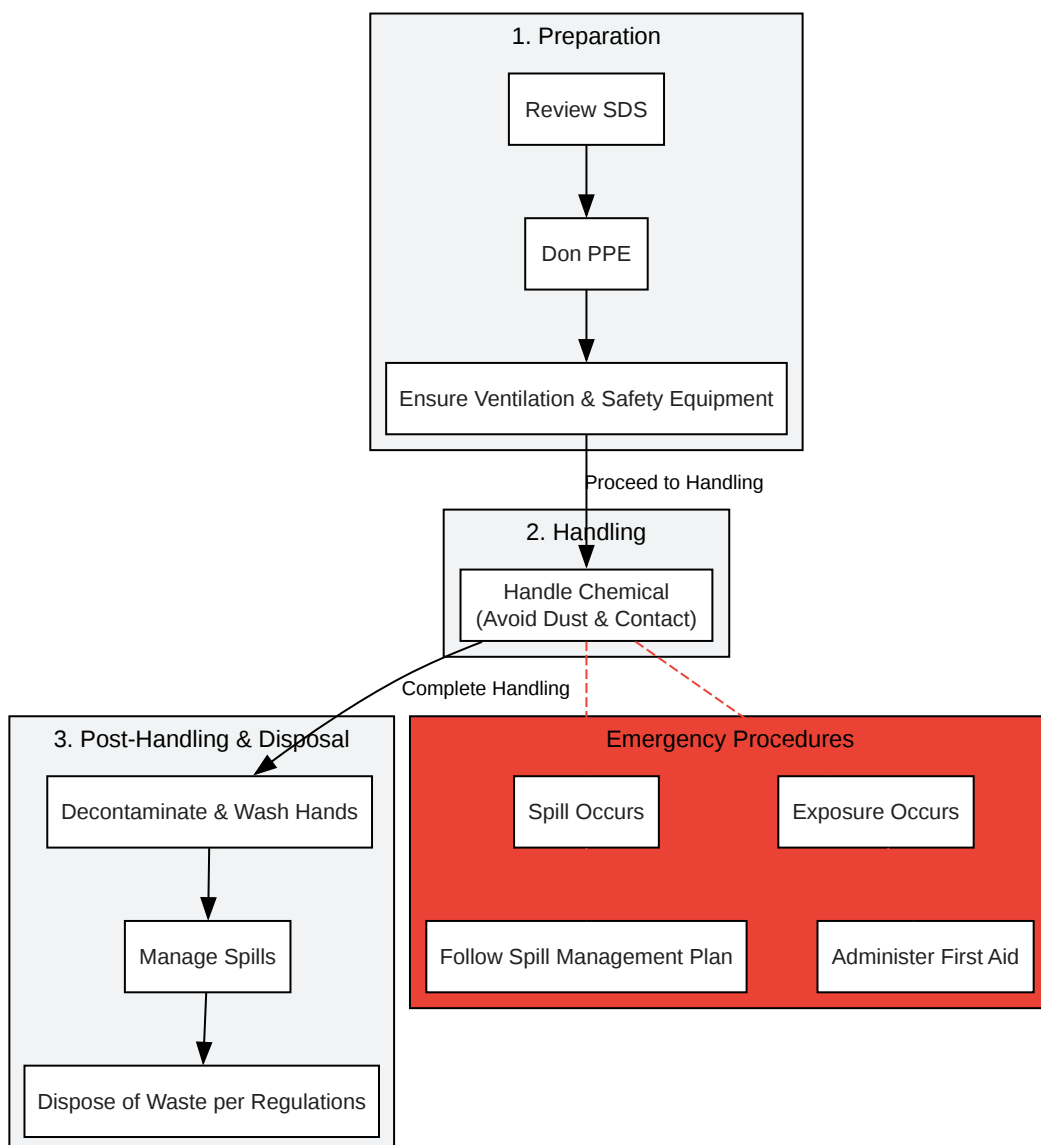 1. Preparation
Review SDS
Don PPE
Ensure Ventilation & Safety Equipment
Proceed to Handling
2. Handling
Handle Chemical
(Avoid Dust & Contact)
Complete Handling
3. Post-Handling & Disposal
Decontaminate & Wash Hands
Manage Spills
Dispose of Waste per Regulations
Emergency Procedures
Spill Occurs
Exposure Occurs
Follow Spill Management Plan
Administer First Aid